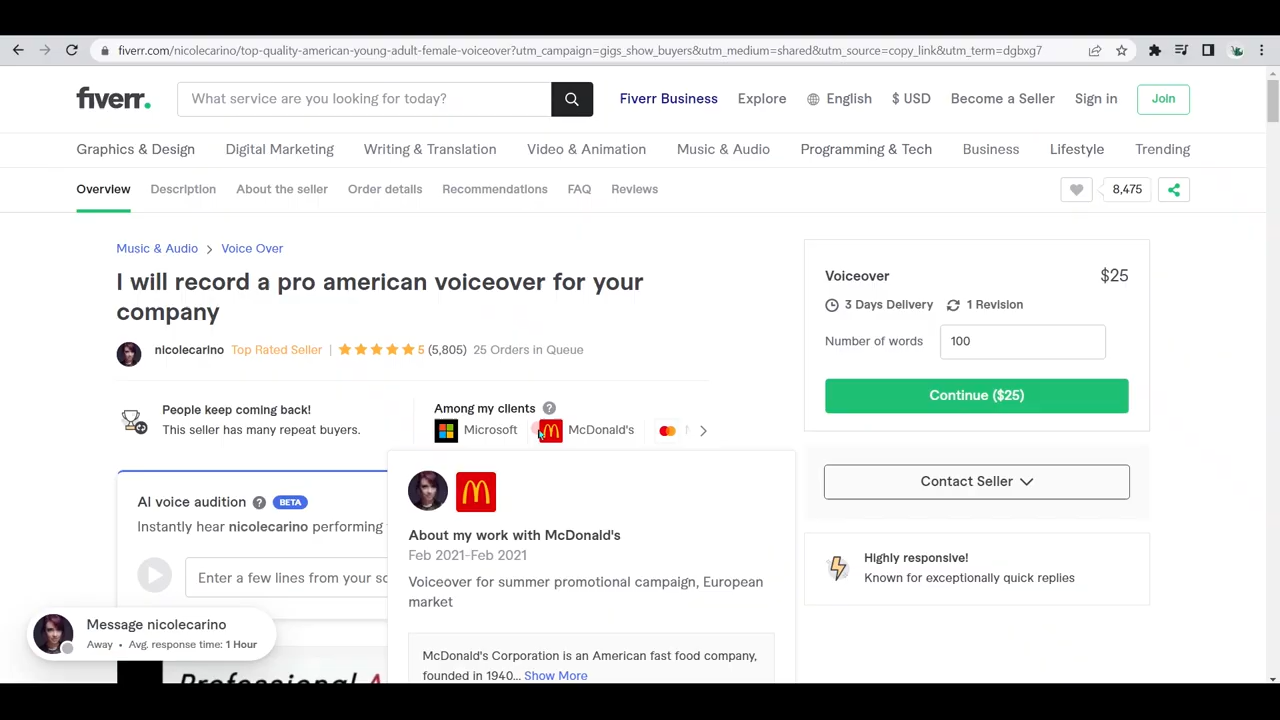 fiverr.com/nicolecarino/top-quality-american-young-adult-female-voiceover?utm_campaign=gigs_show_buyers&utm_medium=shared&utm_source=copy_link&utm_term=dgbxg7
fiverr.
What service are you looking for today?
Fiverr Business
Explore
English
$ USD
Become a Seller
Sign in
Join
Graphics & Design
Digital Marketing
Writing & Translation
Video & Animation
Music & Audio
Programming & Tech
Business
Lifestyle
Trending
Overview
Description
About the seller
Order details
Recommendations
FAQ
Reviews
8,475
Music & Audio > Voice Over
I will record a pro american voiceover for your
company
nicolecarino Top Rated Seller | 5 (5,805) 25 Orders in Queue
People keep coming back!
This seller has many repeat buyers.
Among my clients ?
Microsoft
McDonald's
AI voice audition ? BETA
Instantly hear nicolecarino performing
Enter a few lines from your sc
About my work with McDonald's
Feb 2021-Feb 2021
Voiceover for summer promotional campaign, European
market
McDonald's Corporation is an American fast food company,
founded in 1940... Show More
Message nicolecarino
Away • Avg. response time: 1 Hour
Professional A
Voiceover $25
3 Days Delivery 1 Revision
Number of words 100
Continue ($25)
Contact Seller
Highly responsive!
Known for exceptionally quick replies